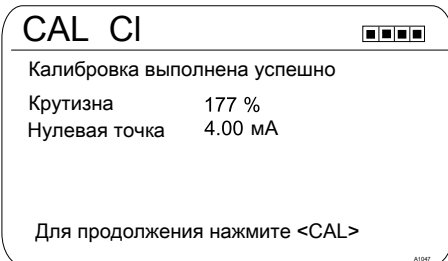 CAL Cl
Калибровка выполнена успешно
Крутизна 177 %
Нулевая точка 4.00 мА
Для продолжения нажмите <CAL>
A1047